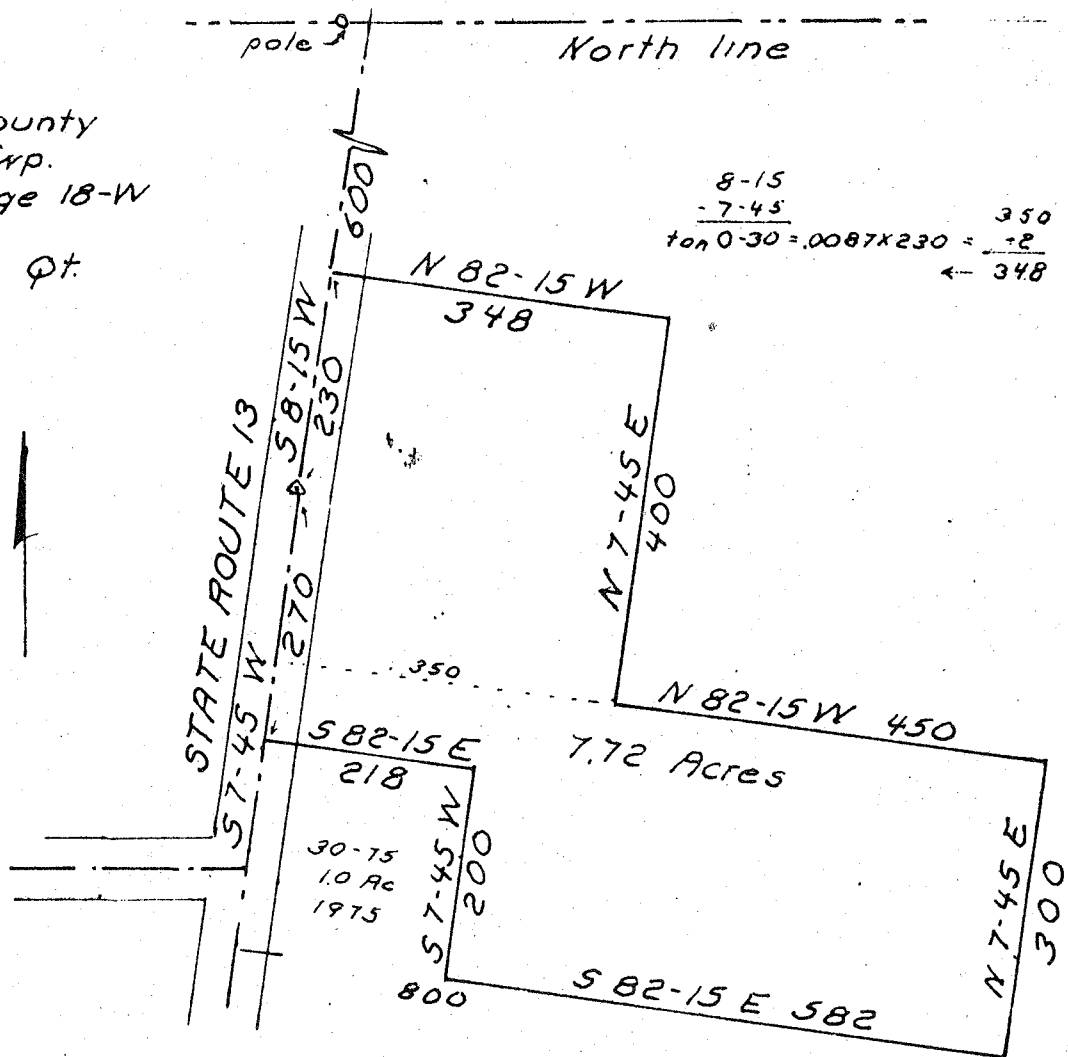 pole
North line
ounty
wp.
ge 18-W
Qt.
8-15
- 7-45
tan 0-30 = .0087 X 230 =
350
-2
← 348
600
N 82-15 W
348
S 8-15 W
230
N 7-45 E
400
STATE ROUTE 13
270
S 7-45 W
350
N 82-15 W 450
7.72 Acres
S 82-15 E
218
30-75
1.0 Ac
1975
S 7-45 W
200
N 7-45 E
300
800
S 82-15 E 582